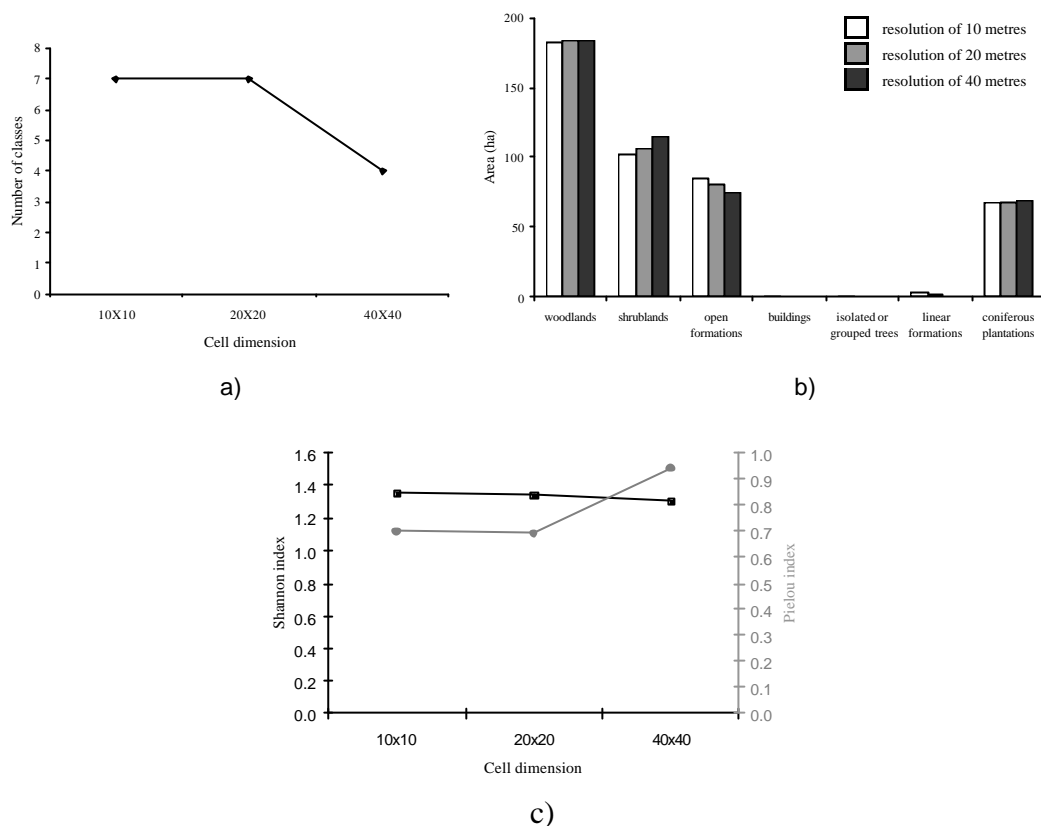 8
7
6
5
4
3
2
1
0
Number of classes
10X10 20X20 40X40
Cell dimension
a)
200
150
100
50
0
Area (ha)
resolution of 10 metres
resolution of 20 metres
resolution of 40 metres
woodlands shrublands open formations buildings isolated or grouped trees linear formations coniferous plantations
b)
1.6
1.4
1.2
1.0
0.8
0.6
0.4
0.2
0.0
Shannon index
1.0
0.9
0.8
0.7
0.6
0.5
0.4
0.3
0.2
0.1
0.0
Pielou index
10x10 20x20 40x40
Cell dimension
c)